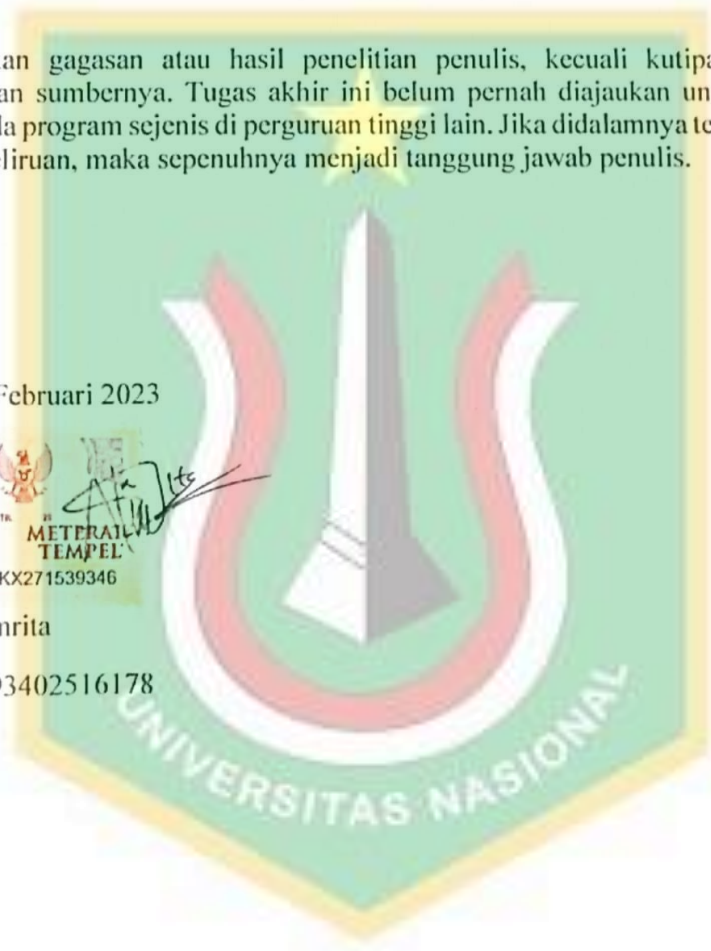 an gagasan atau hasil penelitian penulis, kecuali kutipa
an sumbernya. Tugas akhir ini belum pernah diajaukan un
la program sejenis di perguruan tinggi lain. Jika didalamnya te
eliruan, maka sepenuhnya menjadi tanggung jawab penulis.
Februari 2023
METERAI
TEMPEL
KX271539346
nrita
93402516178
UNIVERSITAS NASIONAL